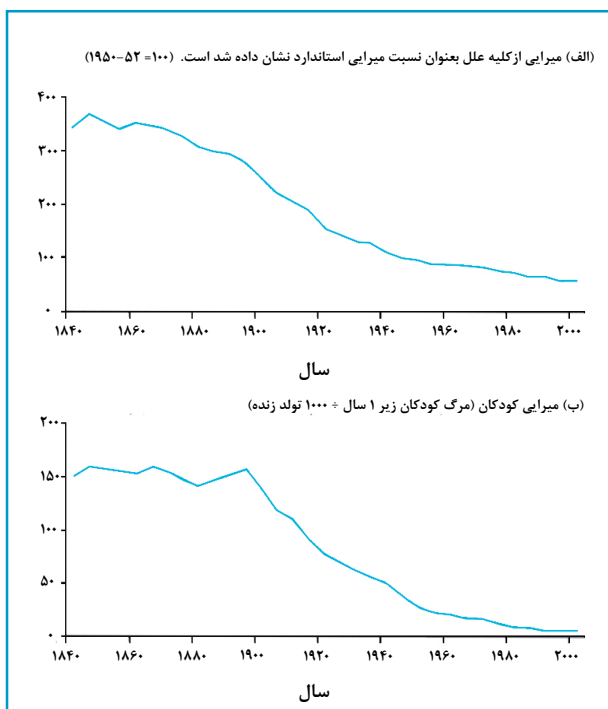 (الف) میرایی ازکلیه علل بعنوان نسبت میرایی استاندارد نشان داده شد است. (۱۰۰= ۵۲-۱۹۵۰)
۴۰۰
۳۰۰
۲۰۰
۱۰۰
۰
۱۸۴۰ ۱۸۶۰ ۱۸۸۰ ۱۹۰۰ ۱۹۲۰ ۱۹۴۰ ۱۹۶۰ ۱۹۸۰ ۲۰۰۰
سال
(ب) میرایی کودکان (مرگ کودکان زیر ۱ سال ÷ ۱۰۰۰ تولد زنده)
۲۰۰
۱۵۰
۱۰۰
۵۰
۰
۱۸۴۰ ۱۸۶۰ ۱۸۸۰ ۱۹۰۰ ۱۹۲۰ ۱۹۴۰ ۱۹۶۰ ۱۹۸۰ ۲۰۰۰
سال